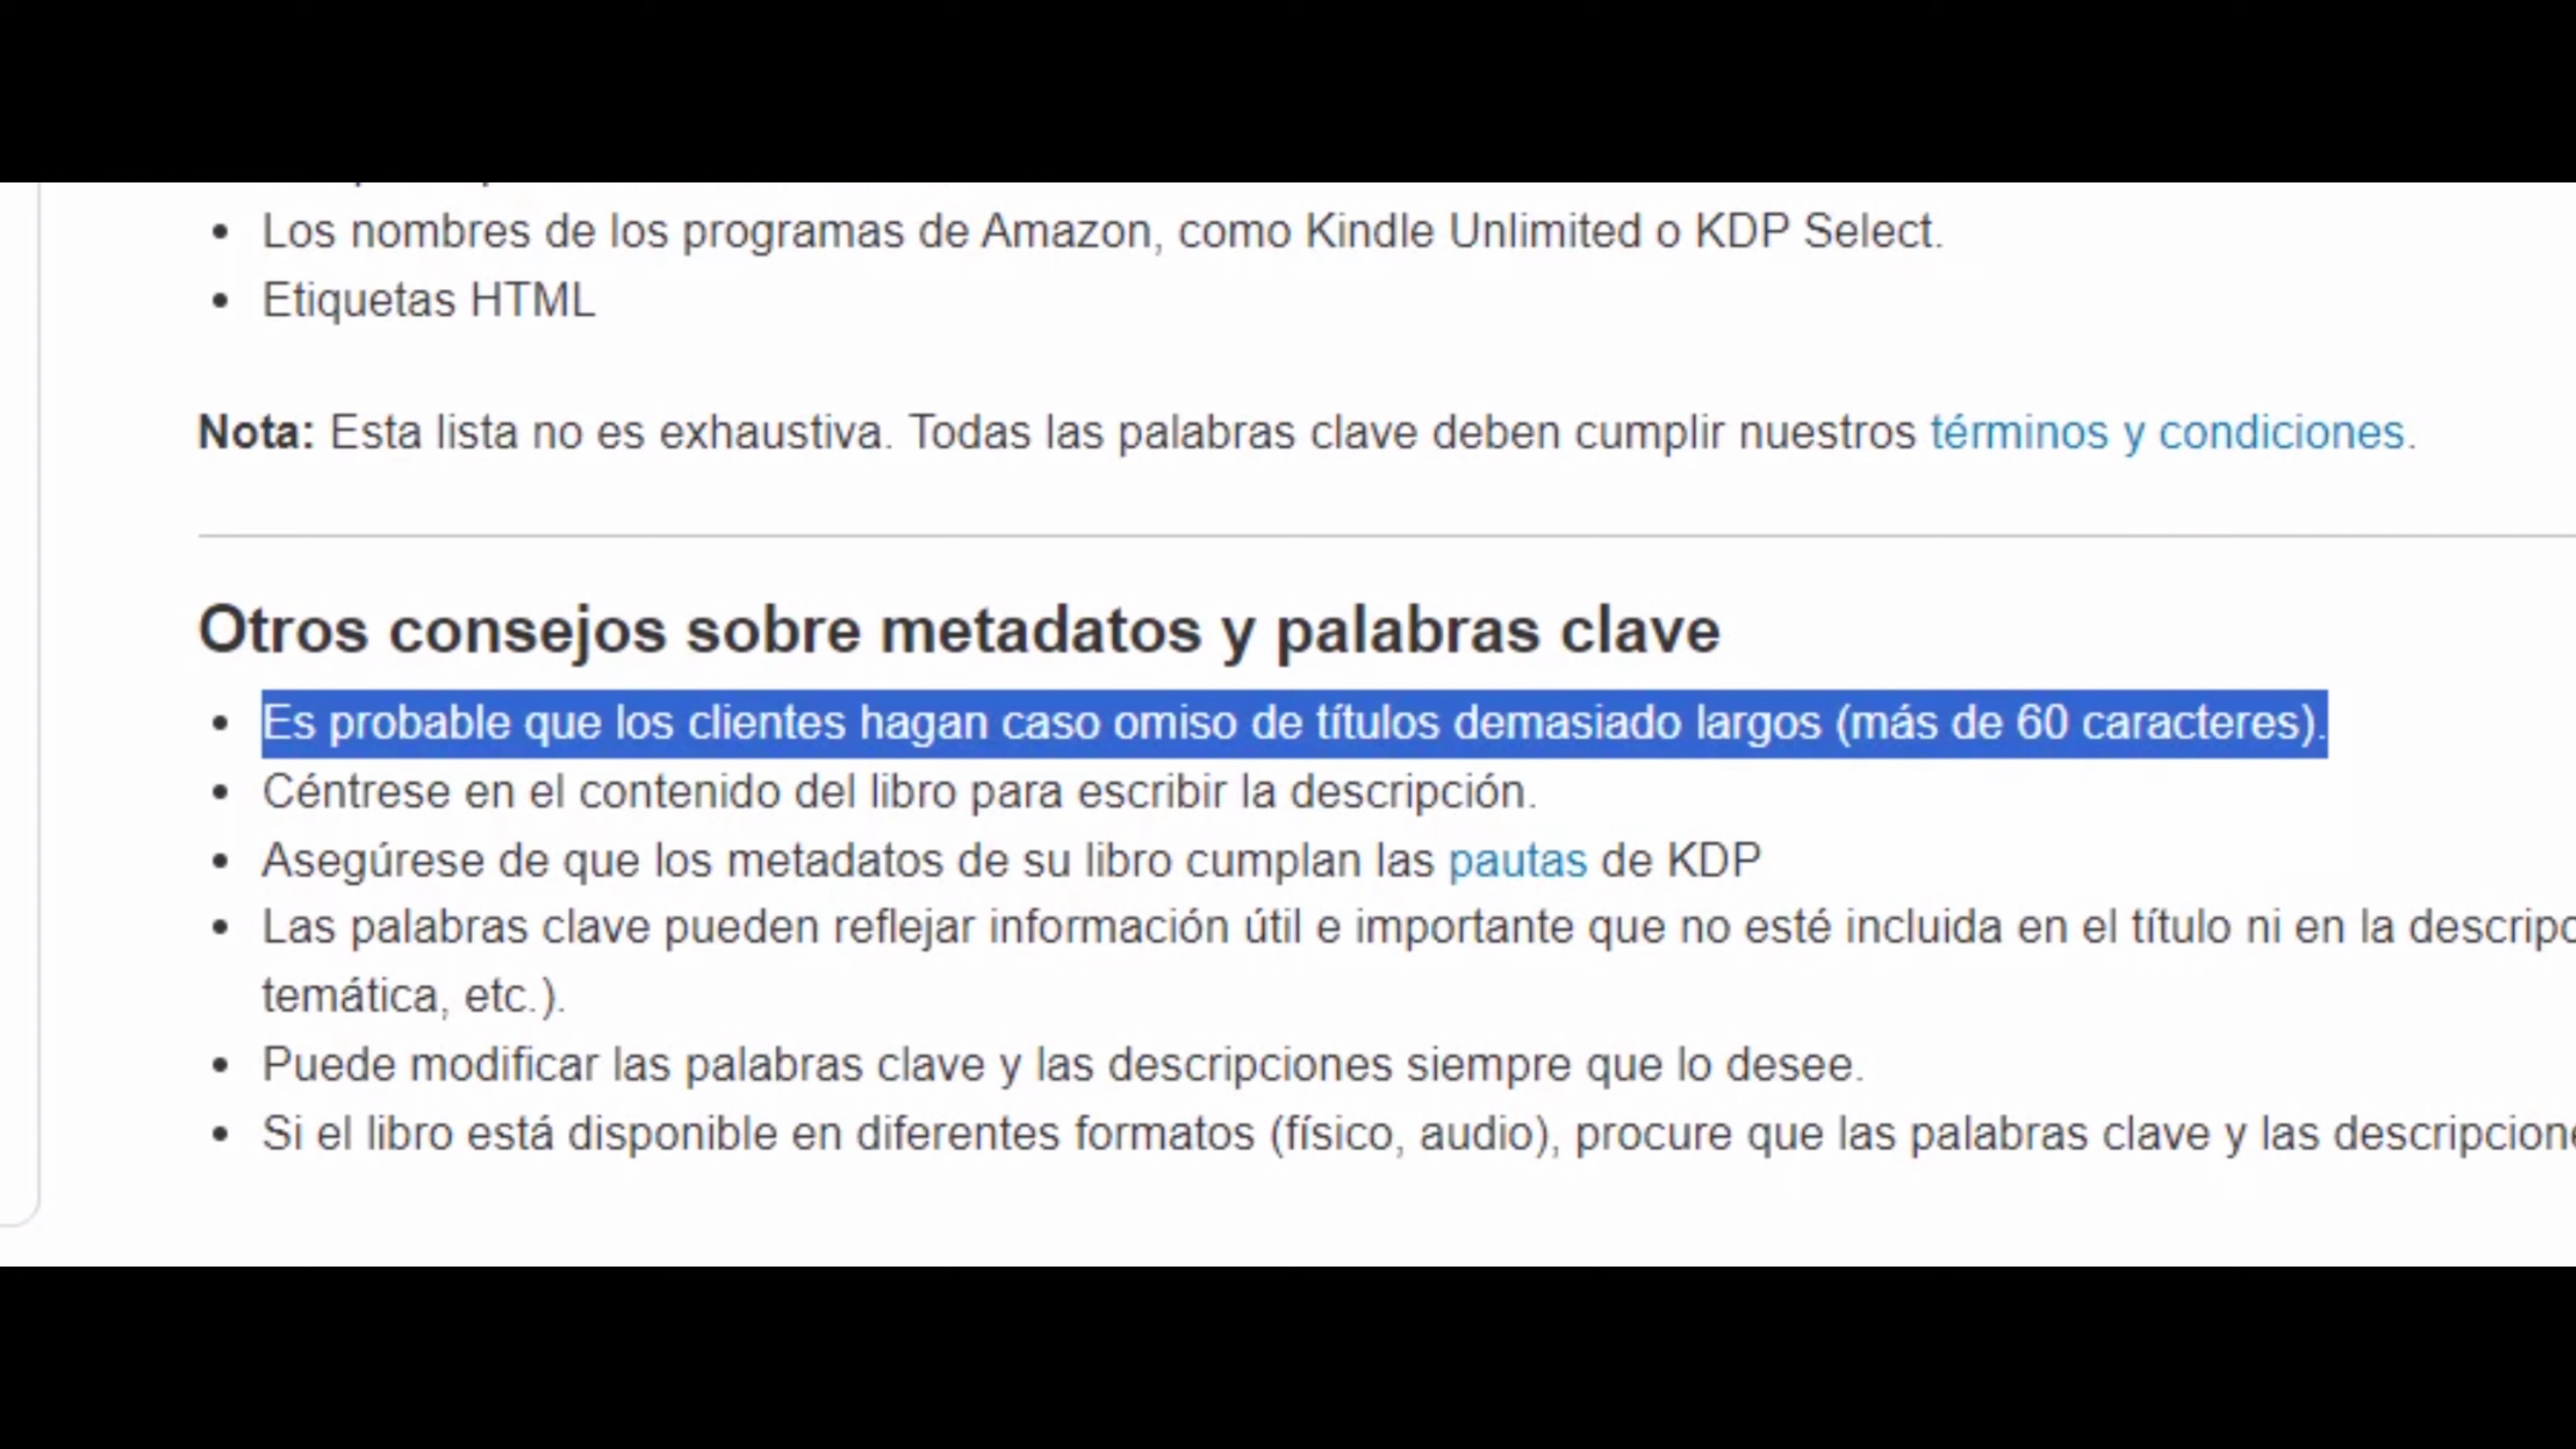 Los nombres de los programas de Amazon, como Kindle Unlimited o KDP Select.
Etiquetas HTML
Nota: Esta lista no es exhaustiva. Todas las palabras clave deben cumplir nuestros términos y condiciones.
Otros consejos sobre metadatos y palabras clave
Es probable que los clientes hagan caso omiso de títulos demasiado largos (más de 60 caracteres).
Céntrese en el contenido del libro para escribir la descripción.
Asegúrese de que los metadatos de su libro cumplan las pautas de KDP
Las palabras clave pueden reflejar información útil e importante que no esté incluida en el título ni en la
temática, etc.).
Puede modificar las palabras clave y las descripciones siempre que lo desee.
Si el libro está disponible en diferentes formatos (físico, audio), procure que las palabras clave y las